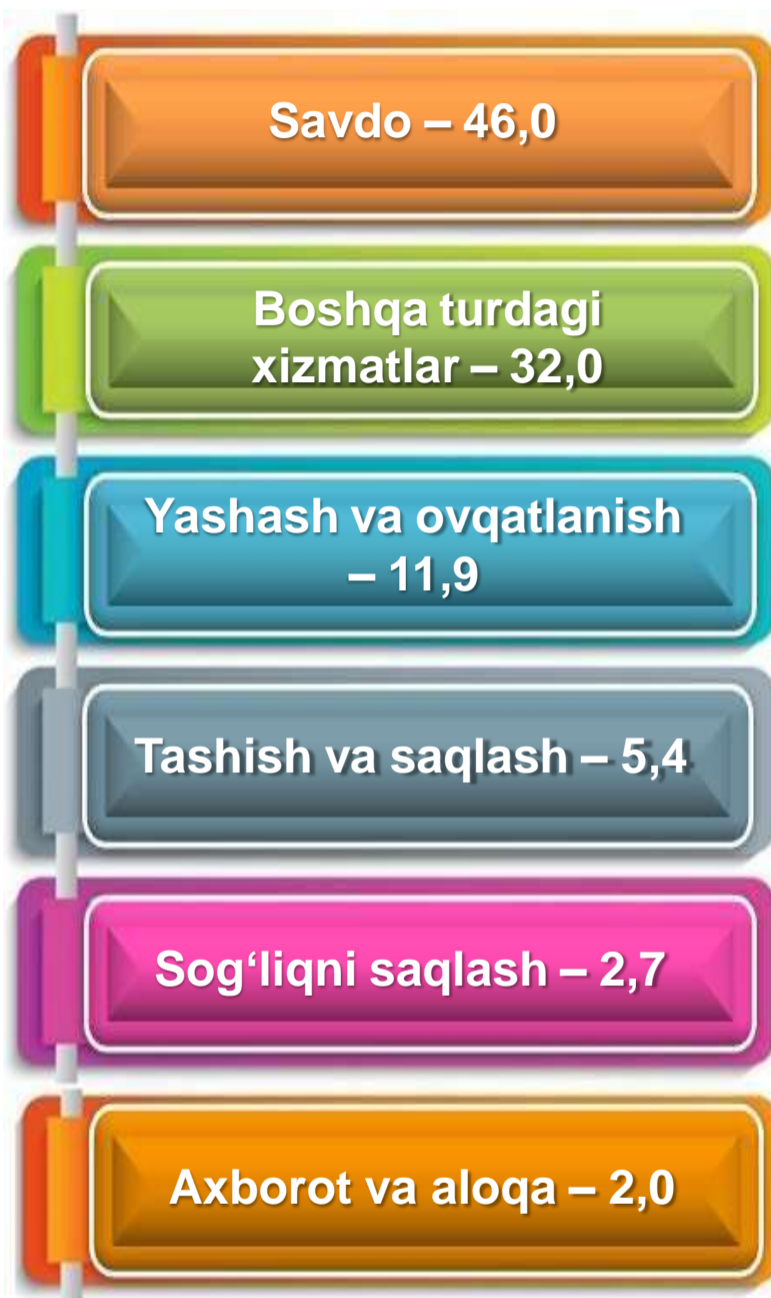 Savdo – 46,0
Boshqa turdagi
xizmatlar – 32,0
Yashash va ovqatlanish
– 11,9
Tashish va saqlash – 5,4
Sog‘liqni saqlash – 2,7
Axborot va aloqa – 2,0